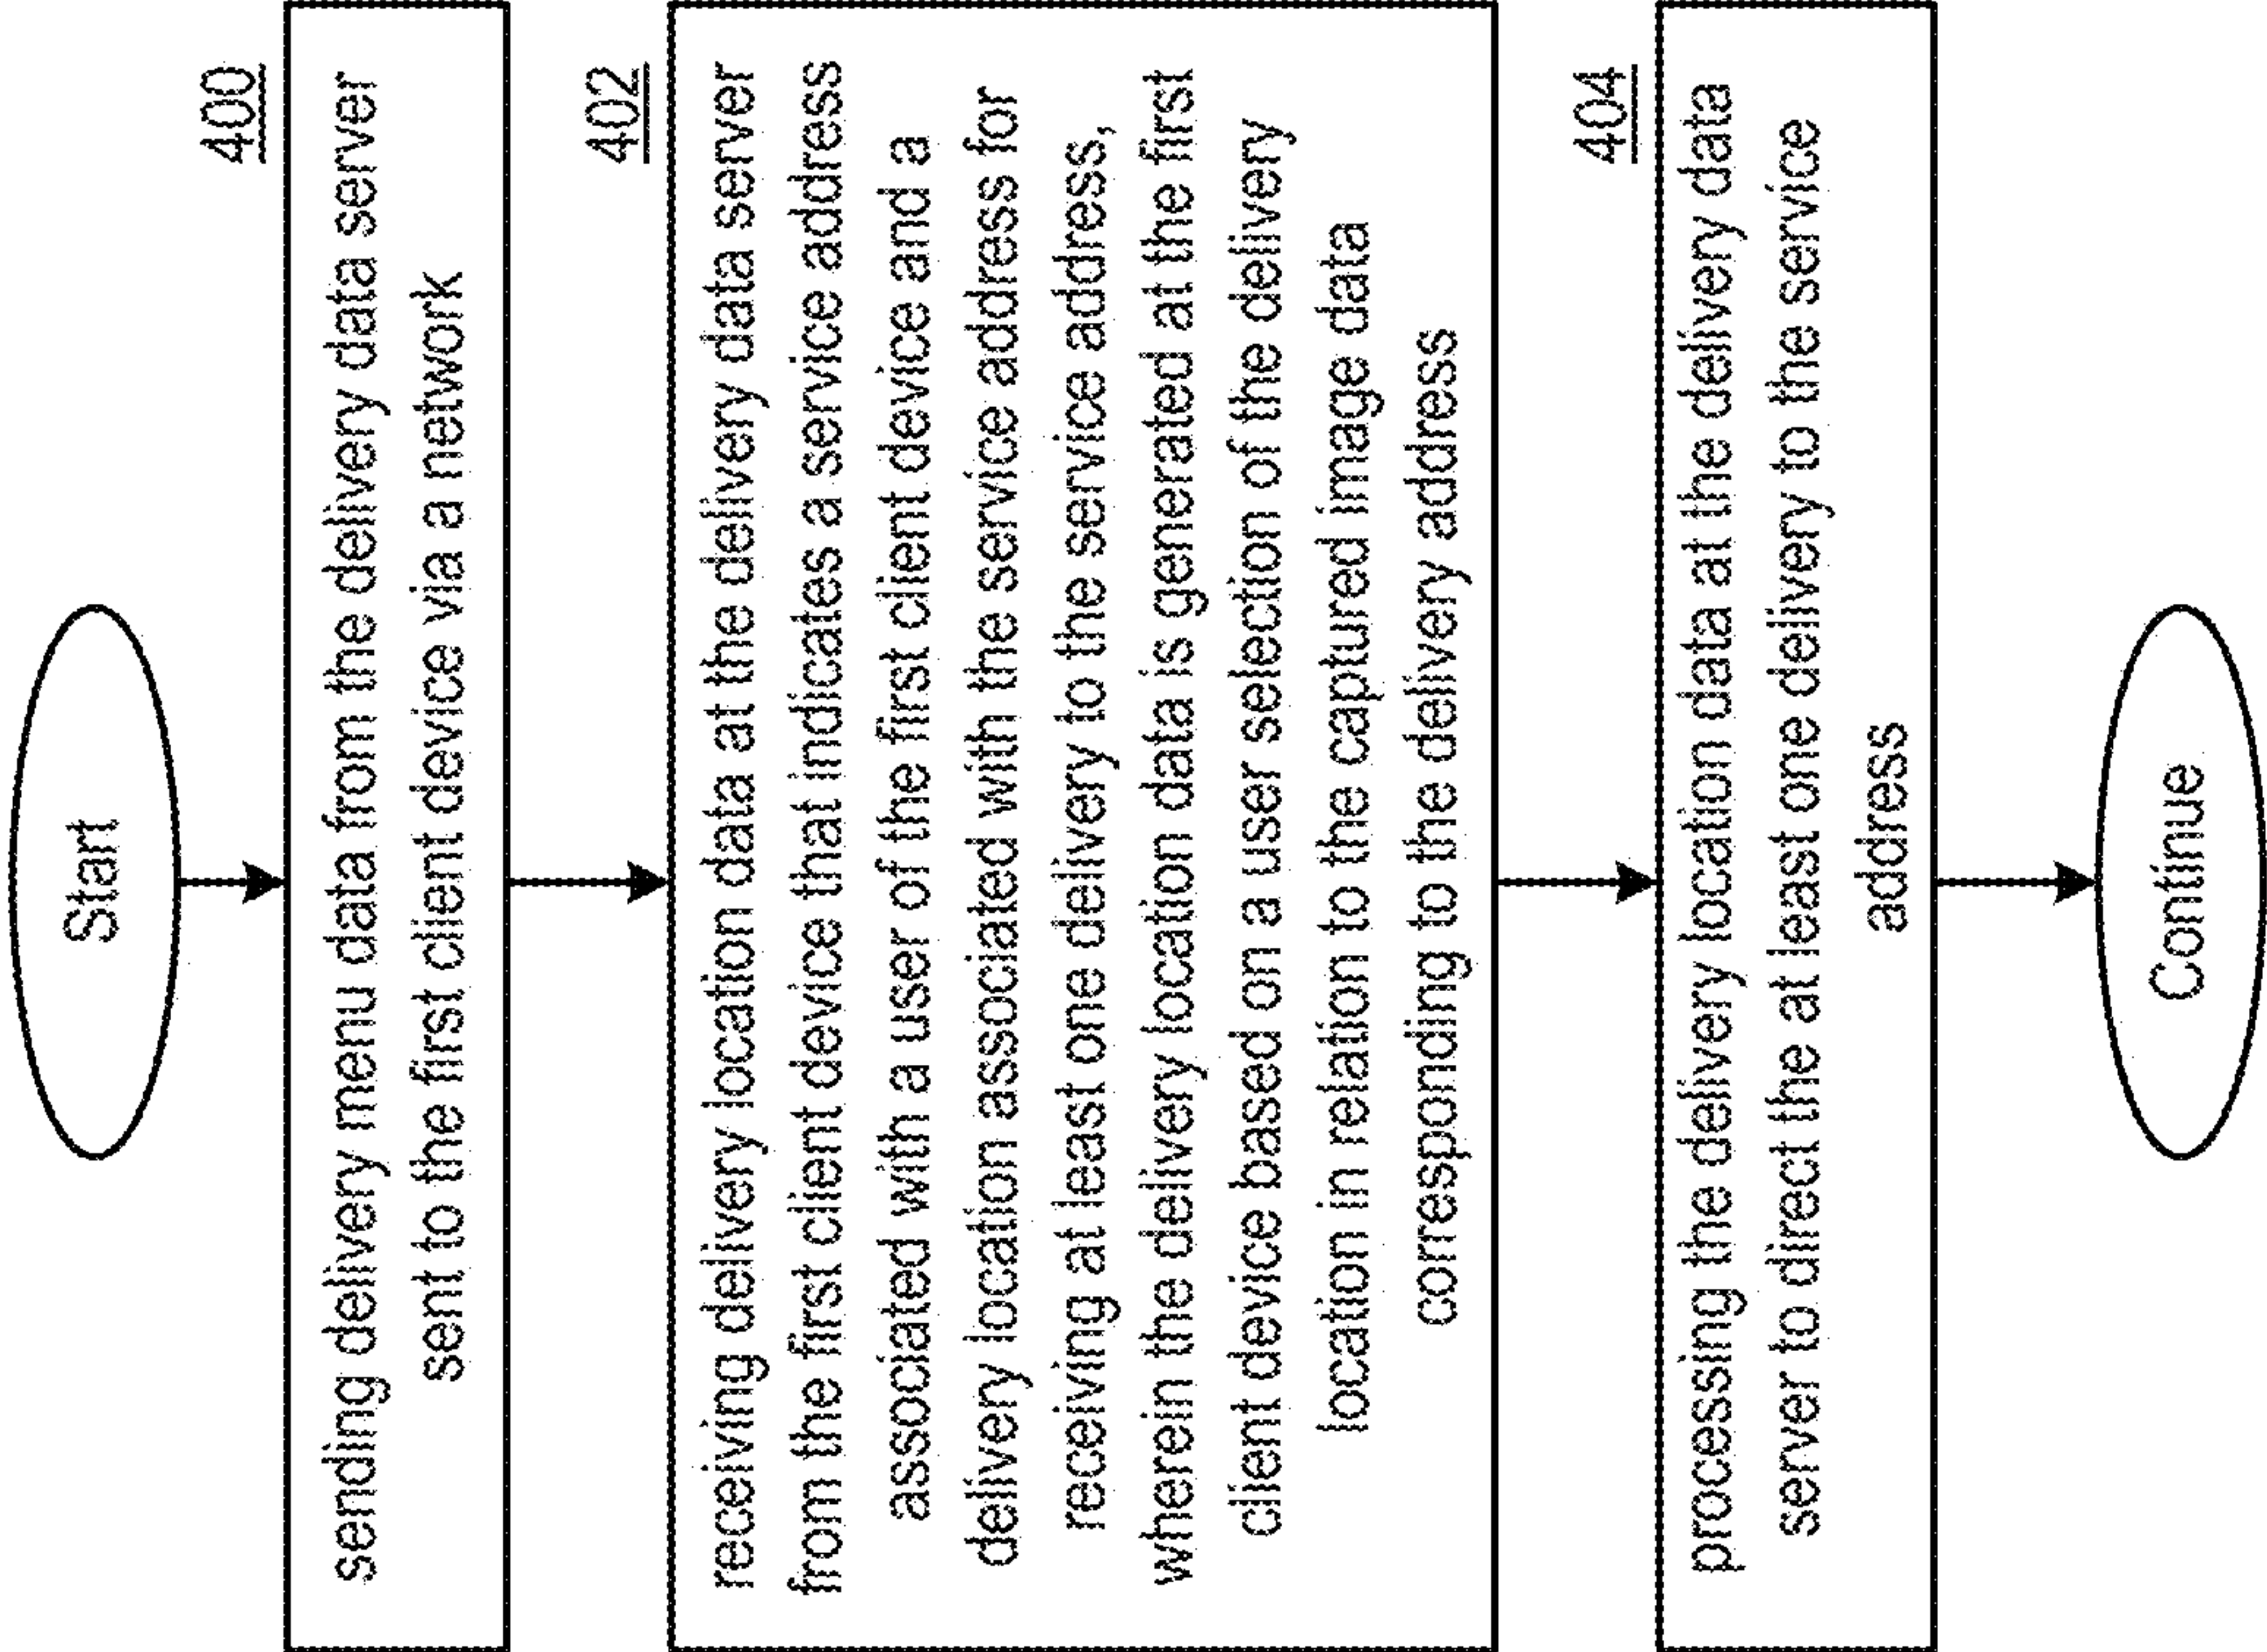 Start
400
sending delivery menu data from the delivery data server
sent to the first client device via a network
402
receiving delivery location data at the delivery data server
from the first client device that indicates a service address
associated with a user of the first client device and a
delivery location associated with the service address for
receiving at least one delivery to the service address,
wherein the delivery location data is generated at the first
client device based on a user selection of the delivery
location in relation to the captured image data
corresponding to the delivery address
404
processing the delivery location data at the delivery data
server to direct the at least one delivery to the service
address
Continue